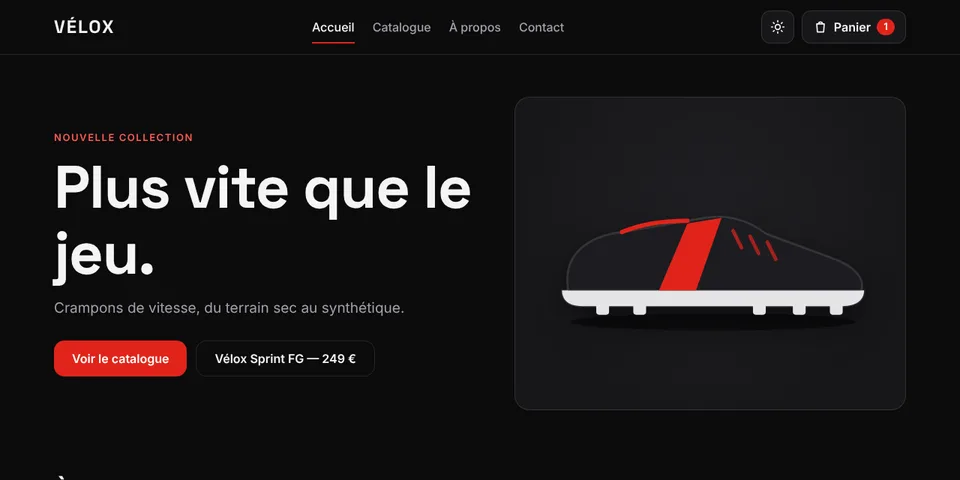 VÉLOX
Accueil
Catalogue
À propos
Contact
Panier
1
NOUVELLE COLLECTION
Plus vite que le
jeu.
Crampons de vitesse, du terrain sec au synthétique.
Voir le catalogue
Vélox Sprint FG — 249 €